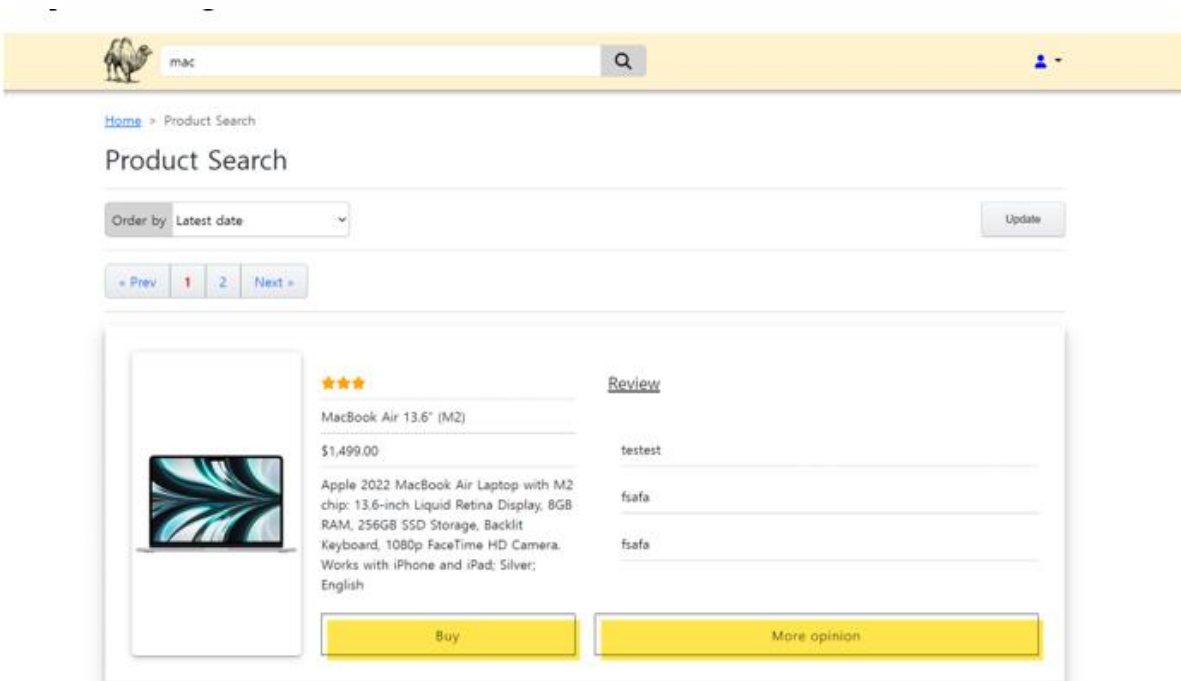 mac
Home > Product Search
Product Search
Order by Latest date
Update
« Prev 1 2 Next »
Review
MacBook Air 13.6" (M2)
$1,499.00
testest
Apple 2022 MacBook Air Laptop with M2
chip: 13.6-inch Liquid Retina Display, 8GB
RAM, 256GB SSD Storage, Backlit
Keyboard, 1080p FaceTime HD Camera.
Works with iPhone and iPad; Silver;
English
fsafa
fsafa
Buy
More opinion